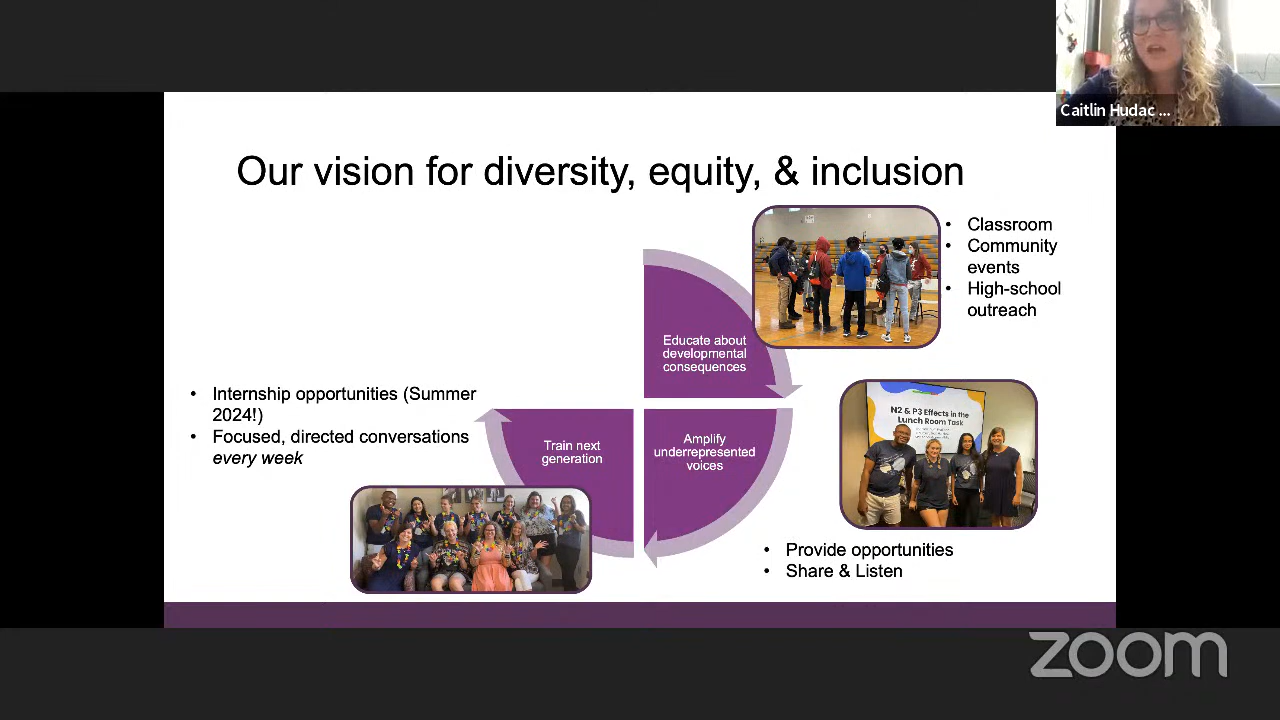 Caitlin Hudac ...
Our vision for diversity, equity, & inclusion
• Classroom
• Community
events
• High-school
outreach
Educate about
developmental
consequences
• Internship opportunities (Summer
2024!)
• Focused, directed conversations
every week
Train next
generation
Amplify
underrepresented
voices
N2 & P3 Effects in the
Lunch Room Task
• Provide opportunities
• Share & Listen
zoom